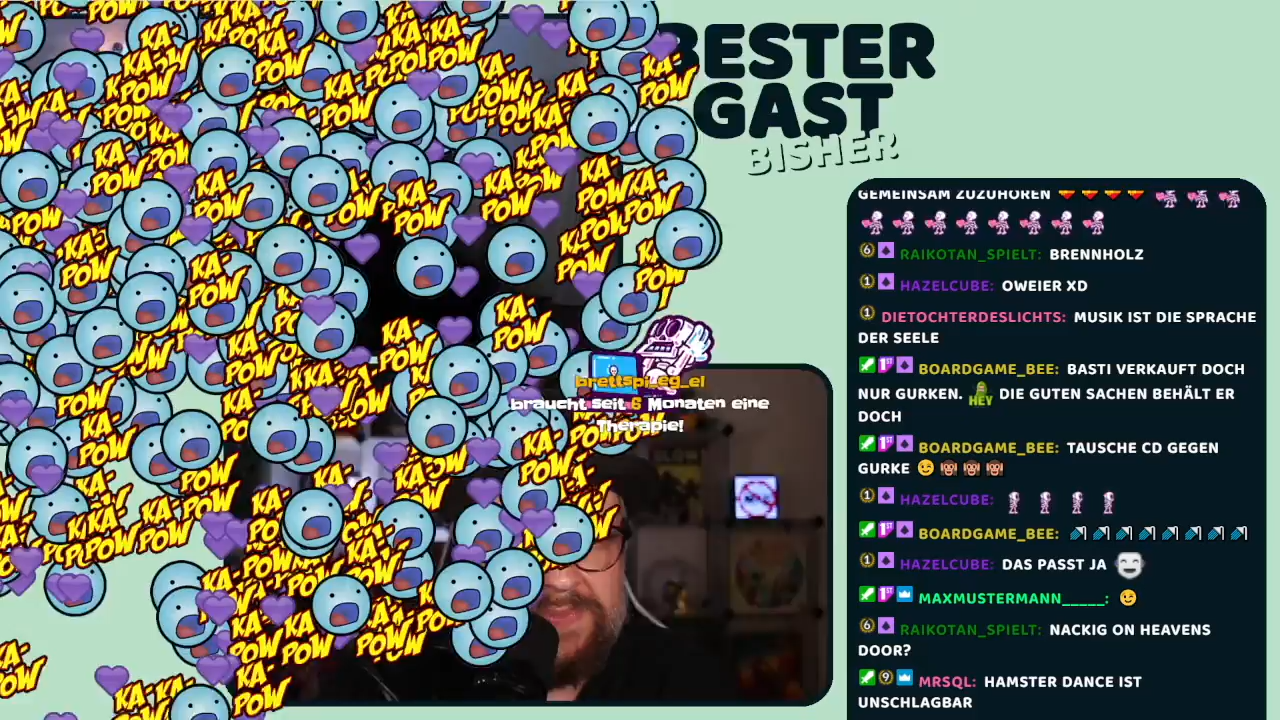 BESTER
GAST
BISHER
GEMEINSAM ZUZUHÖREN
RAIKOTAN_SPIELT: BRENNHOLZ
HAZELCUBE: OWEIER XD
DIETOCHTERDESLICHTS: MUSIK IST DIE SPRACHE
DER SEELE
BOARDGAME_BEE: BASTI VERKAUFT DOCH
NUR GURKEN. HEY DIE GUTEN SACHEN BEHÄLT ER
DOCH
BOARDGAME_BEE: TAUSCHE CD GEGEN
GURKE
HAZELCUBE:
BOARDGAME_BEE:
HAZELCUBE: DAS PASST JA
MAXMUSTERMANN_____:
RAIKOTAN_SPIELT: NACKIG ON HEAVENS
DOOR?
MRSQL: HAMSTER DANCE IST
UNSCHLAGBAR
braucht seit 6 Monaten eine
Therapie!
KA-
POW